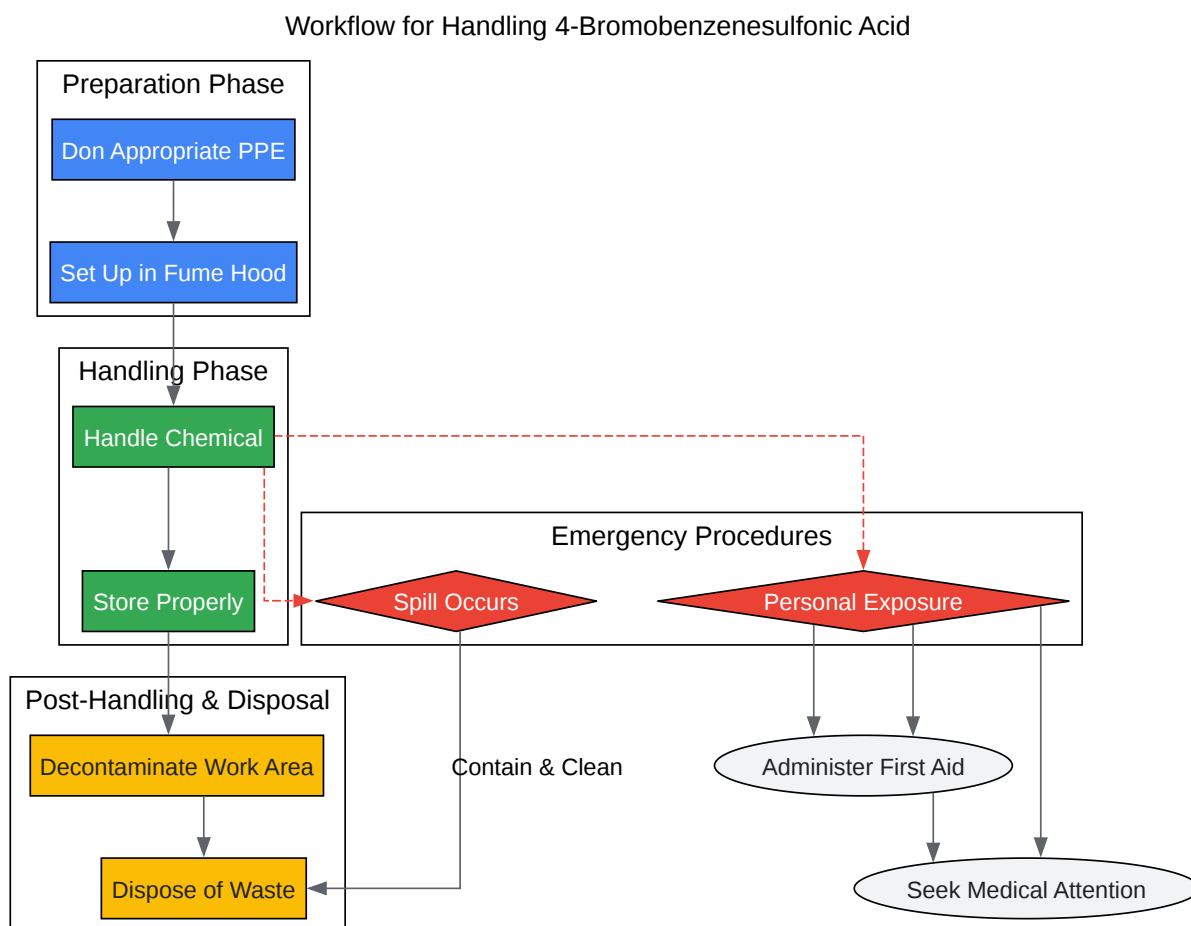 Workflow for Handling 4-Bromobenzenesulfonic Acid
Preparation Phase
Don Appropriate PPE
Set Up in Fume Hood
Handling Phase
Handle Chemical
Store Properly
Emergency Procedures
Spill Occurs
Personal Exposure
Post-Handling & Disposal
Decontaminate Work Area
Contain & Clean
Administer First Aid
Dispose of Waste
Seek Medical Attention